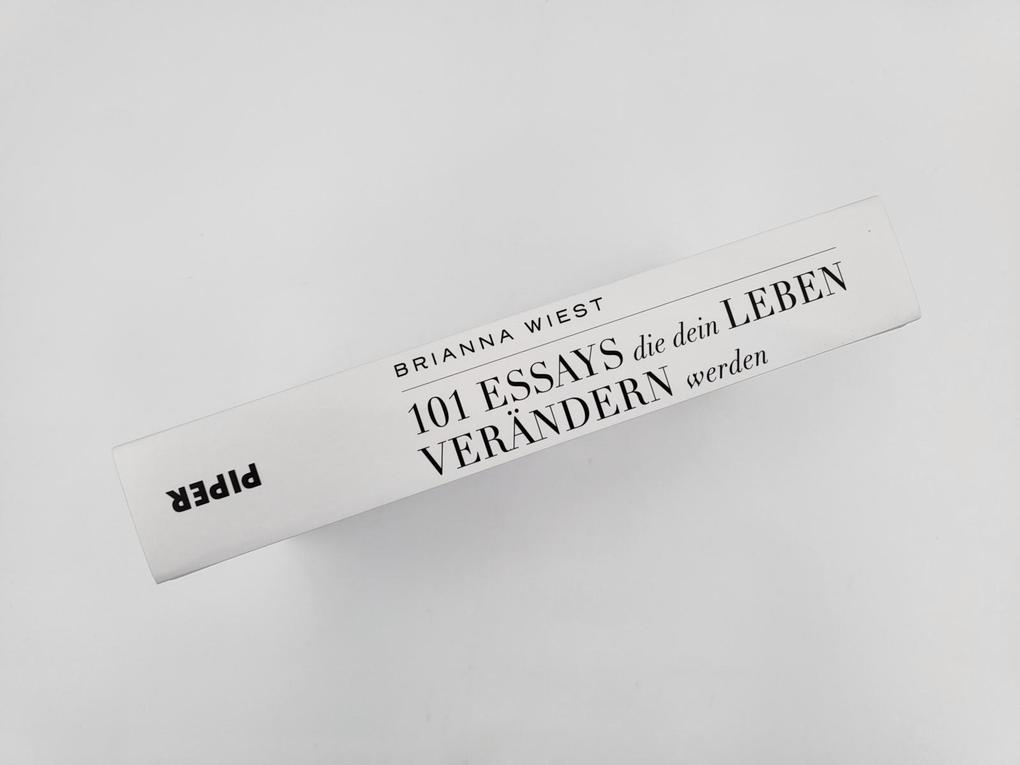 BRIANNA WIEST
101 ESSAYS die dein LEBEN
VERÄNDERN werden
PIPER